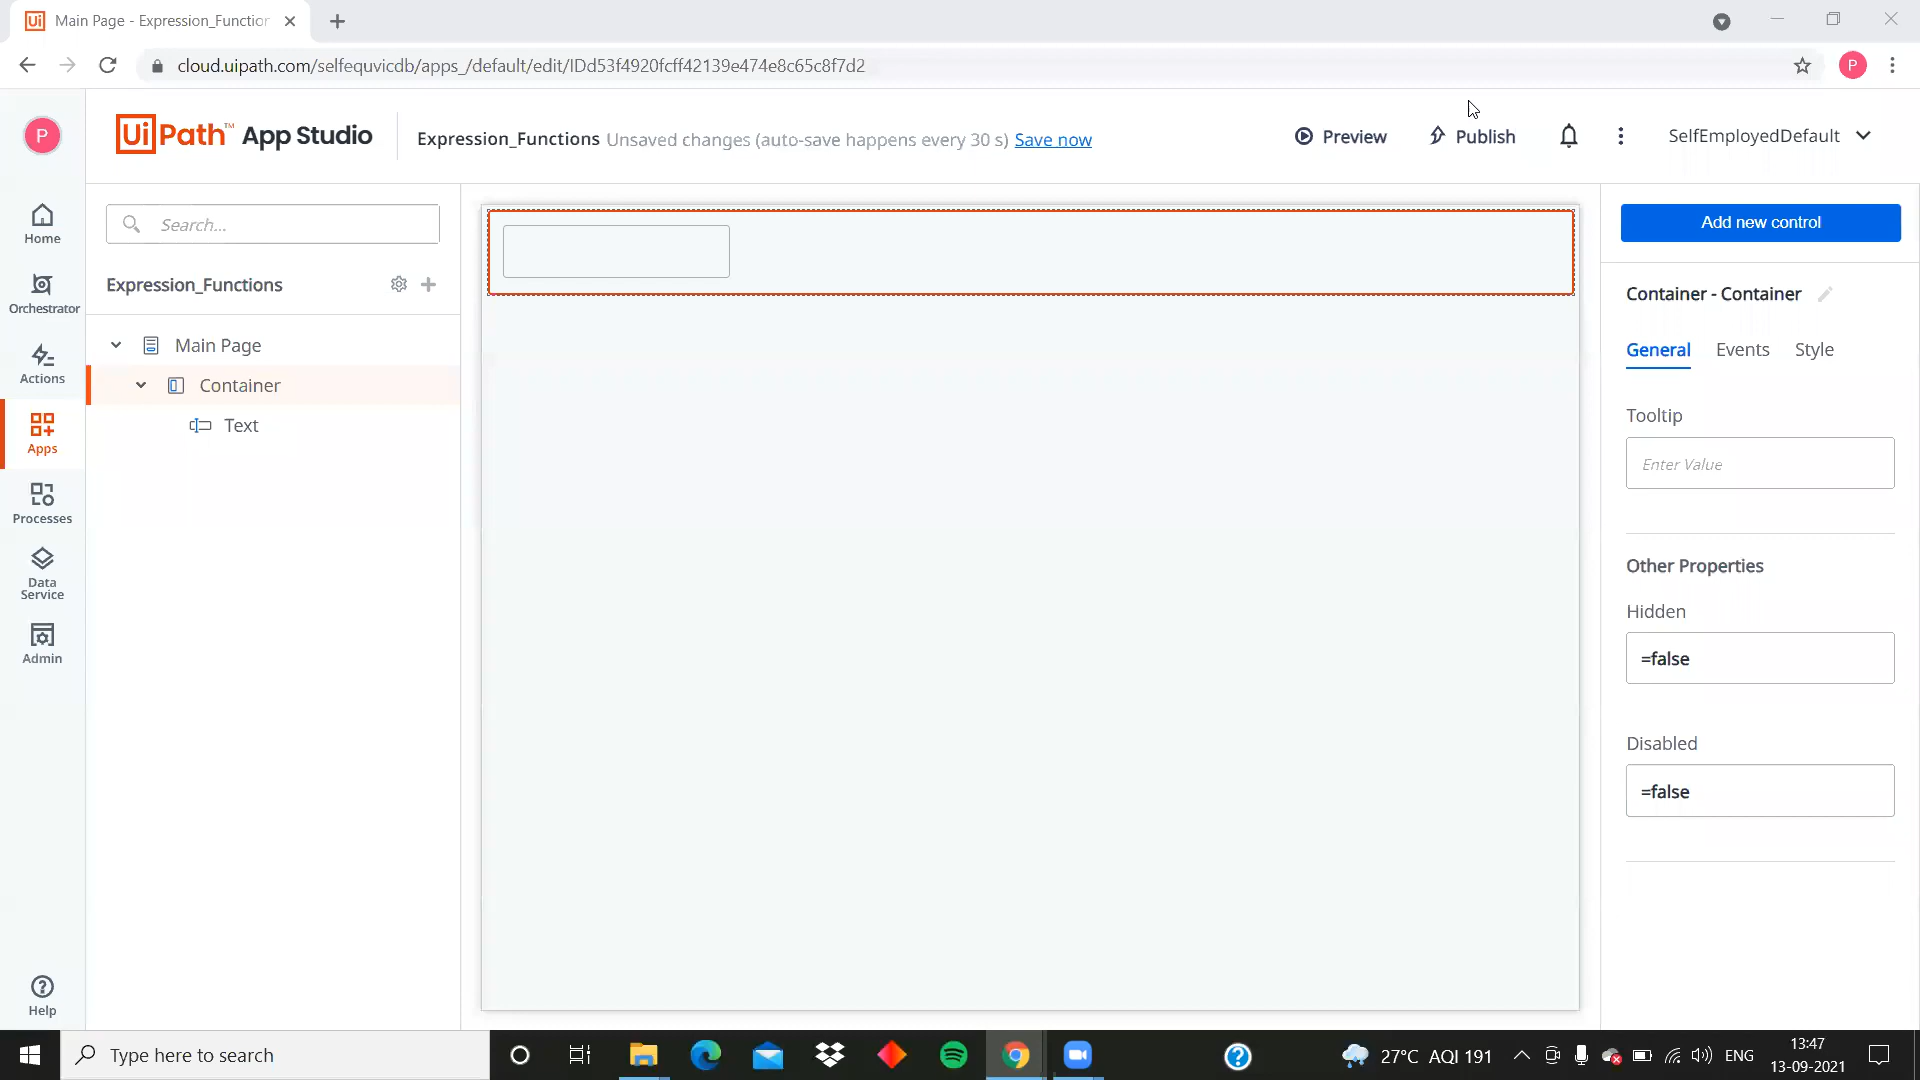 Main Page - Expression_Function
cloud.uipath.com/selfequvicdb/apps_/default/edit/IDd53f4920fcff42139e474e8c65c8f7d2
P
P
UiPath™ App Studio
Expression_Functions Unsaved changes (auto-save happens every 30 s) Save now
Preview
Publish
SelfEmployedDefault
Home
Orchestrator
Actions
Apps
Processes
Data
Service
Admin
Help
Search...
Expression_Functions
Main Page
Container
Text
Add new control
Container - Container
General Events Style
Tooltip
Enter Value
Other Properties
Hidden
=false
Disabled
=false
Type here to search
27°C AQI 191
ENG
13:47
13-09-2021